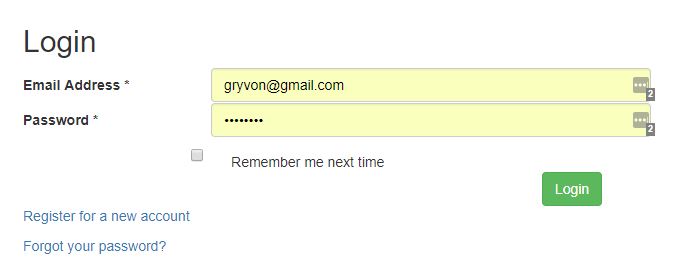 Login
Email Address * gryvon@gmail.com 2
Password * •••••••• 2
Remember me next time
Login
Register for a new account
Forgot your password?